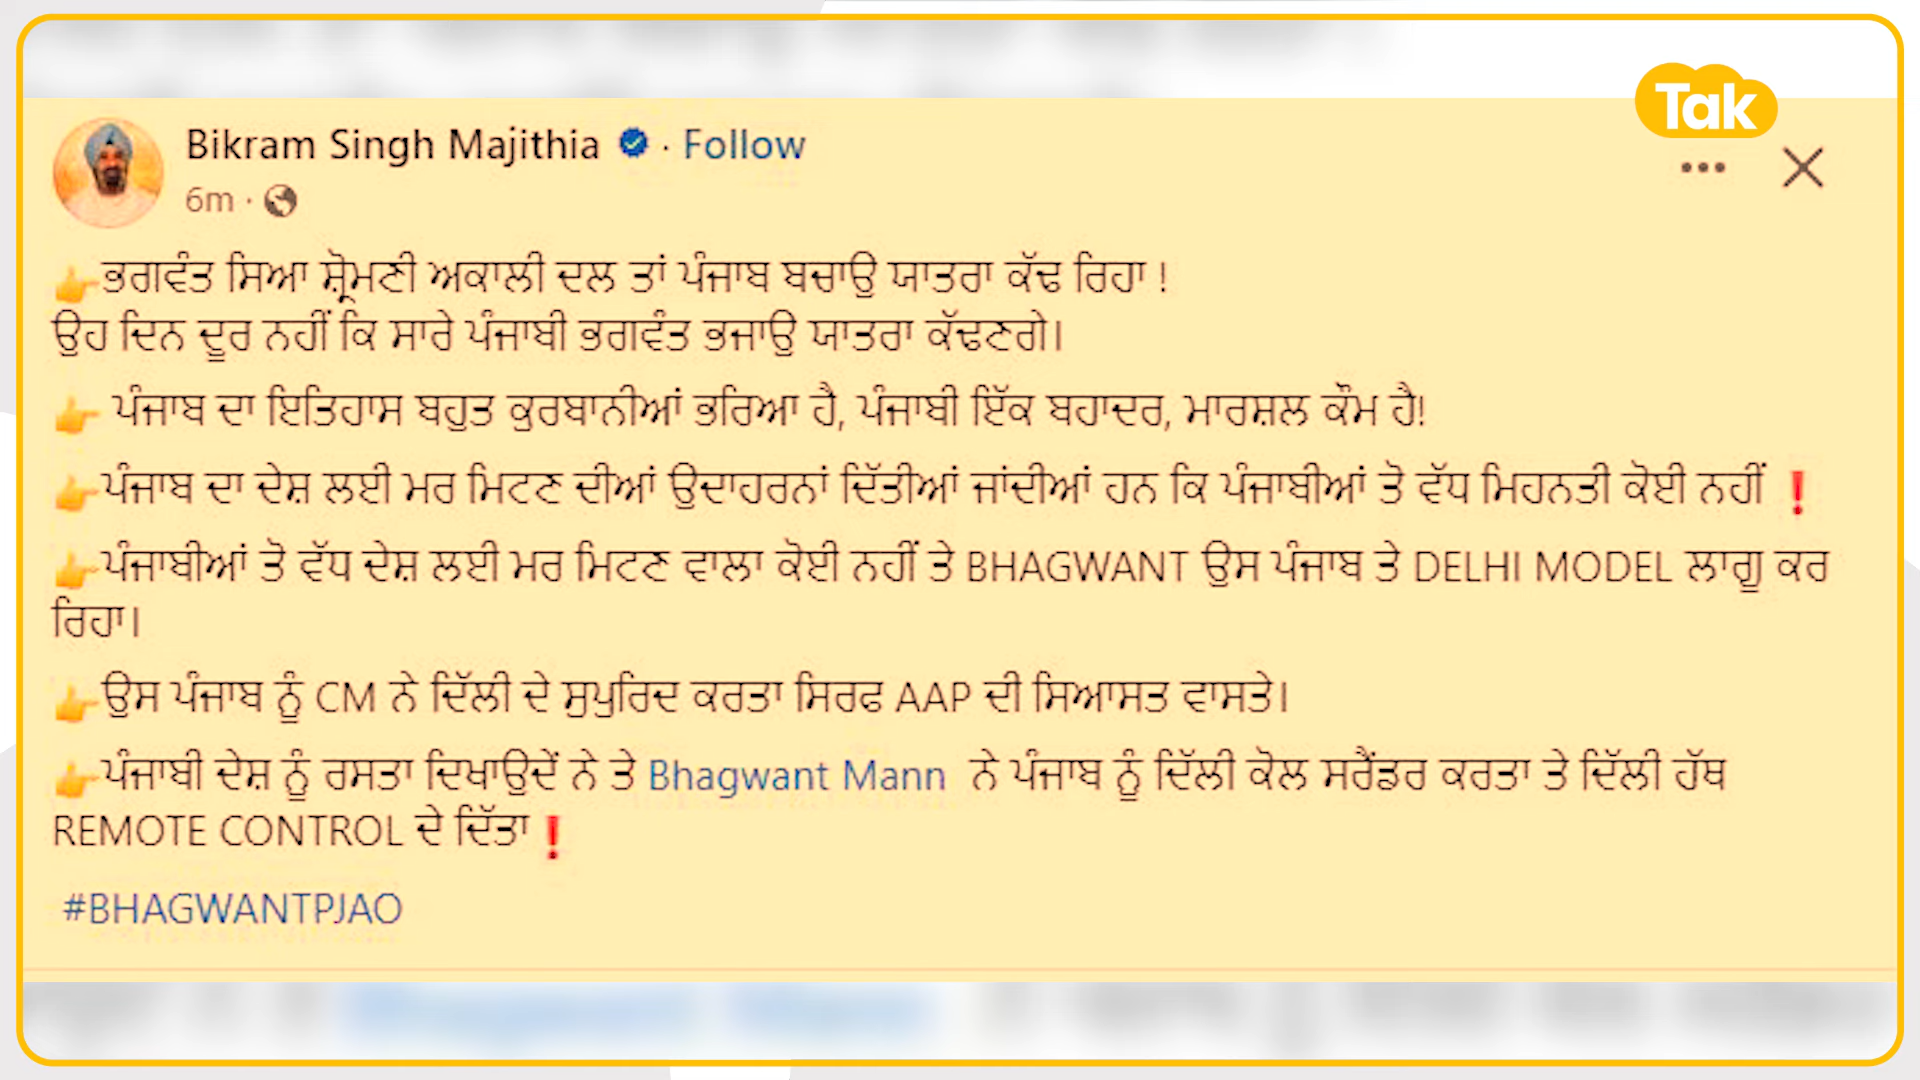 Tak
Bikram Singh Majithia · Follow
6m ·
👉ਭਗਵੰਤ ਸਿਆ ਸ਼੍ਰੋਮਣੀ ਅਕਾਲੀ ਦਲ ਤਾਂ ਪੰਜਾਬ ਬਚਾਉ ਯਾਤਰਾ ਕੱਢ ਰਿਹਾ !
ਉਹ ਦਿਨ ਦੂਰ ਨਹੀਂ ਕਿ ਸਾਰੇ ਪੰਜਾਬੀ ਭਗਵੰਤ ਭਜਾਉ ਯਾਤਰਾ ਕੱਢਣਗੇ।
👉 ਪੰਜਾਬ ਦਾ ਇਤਿਹਾਸ ਬਹੁਤ ਕੁਰਬਾਨੀਆਂ ਭਰਿਆ ਹੈ, ਪੰਜਾਬੀ ਇੱਕ ਬਹਾਦਰ, ਮਾਰਸ਼ਲ ਕੌਮ ਹੈ!
👉ਪੰਜਾਬ ਦਾ ਦੇਸ਼ ਲਈ ਮਰ ਮਿਟਣ ਦੀਆਂ ਉਦਾਹਰਨਾਂ ਦਿੱਤੀਆਂ ਜਾਂਦੀਆਂ ਹਨ ਕਿ ਪੰਜਾਬੀਆਂ ਤੋ ਵੱਧ ਮਿਹਨਤੀ ਕੋਈ ਨਹੀਂ ❗
👉ਪੰਜਾਬੀਆਂ ਤੋ ਵੱਧ ਦੇਸ਼ ਲਈ ਮਰ ਮਿਟਣ ਵਾਲਾ ਕੋਈ ਨਹੀਂ ਤੇ BHAGWANT ਉਸ ਪੰਜਾਬ ਤੇ DELHI MODEL ਲਾਗੂ ਕਰ
ਰਿਹਾ।
👉ਉਸ ਪੰਜਾਬ ਨੂੰ CM ਨੇ ਦਿੱਲੀ ਦੇ ਸੁਪੁਰਿਦ ਕਰਤਾ ਸਿਰਫ AAP ਦੀ ਸਿਆਸਤ ਵਾਸਤੇ।
👉ਪੰਜਾਬੀ ਦੇਸ਼ ਨੂੰ ਰਸਤਾ ਦਿਖਾਉਦੇਂ ਨੇ ਤੇ Bhagwant Mann ਨੇ ਪੰਜਾਬ ਨੂੰ ਦਿੱਲੀ ਕੋਲ ਸਰੈਂਡਰ ਕਰਤਾ ਤੇ ਦਿੱਲੀ ਹੱਥ
REMOTE CONTROL ਦੇ ਦਿੱਤਾ❗
#BHAGWANTPJAO